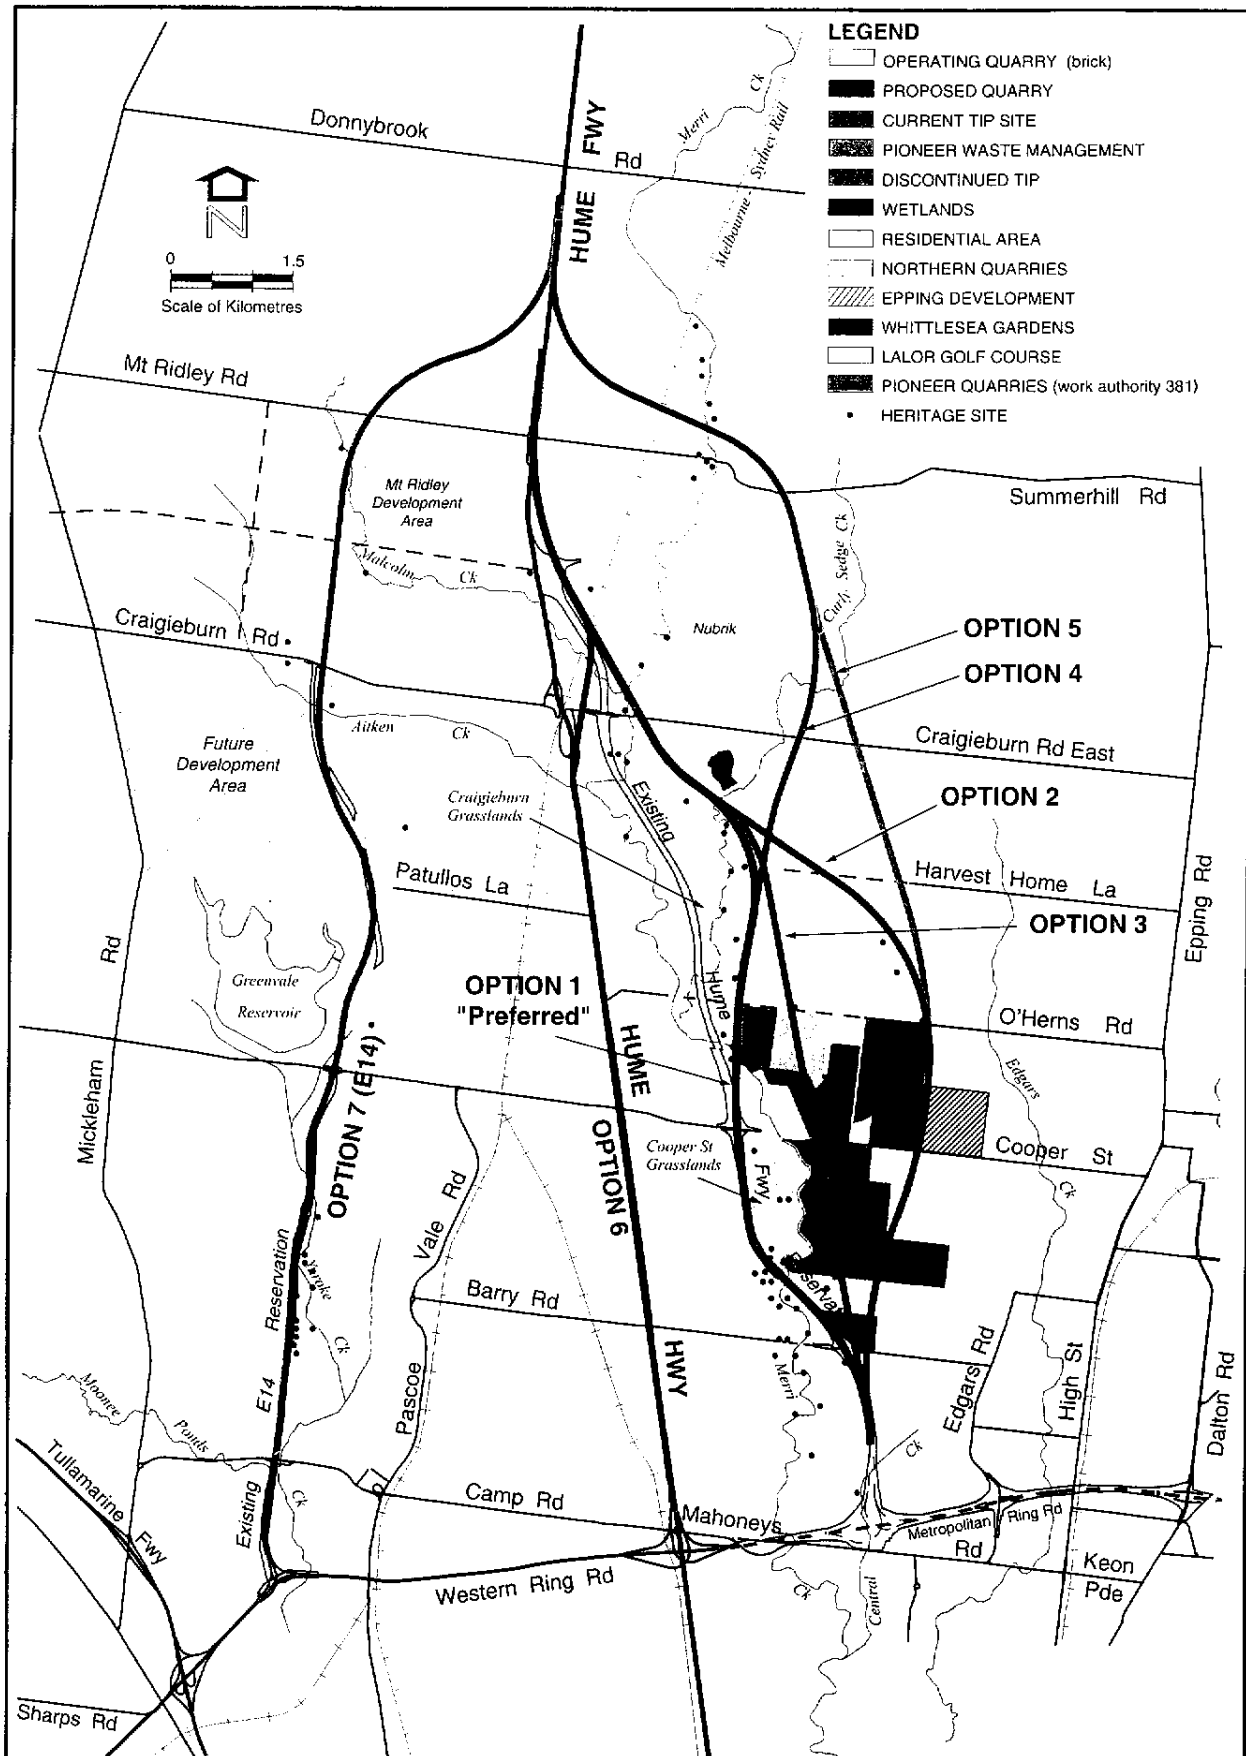 LEGEND
OPERATING QUARRY (brick)
PROPOSED QUARRY
CURRENT TIP SITE
PIONEER WASTE MANAGEMENT
DISCONTINUED TIP
WETLANDS
RESIDENTIAL AREA
NORTHERN QUARRIES
EPPING DEVELOPMENT
WHITTLESEA GARDENS
LALOR GOLF COURSE
PIONEER QUARRIES (work authority 381)
HERITAGE SITE
Donnybrook
Rd
HUME FWY
Merri
Ck
Melbourne - Sydney Rail
N
0
1.5
Scale of Kilometres
Mt Ridley Rd
Mt Ridley
Development
Area
Summerhill Rd
Malcolm
Ck
Curly Sedge Ck
Craigieburn Rd
Nubrik
OPTION 5
OPTION 4
Aitken
Ck
Future
Development
Area
Craigieburn Rd East
Craigieburn
Grasslands
Existing
OPTION 2
Patullos La
Harvest Home La
Epping Rd
OPTION 3
Rd
Greenvale
Reservoir
OPTION 1
"Preferred"
Hume
O'Herns Rd
HUME
Edgars
Mickleham
OPTION 7 (E14)
OPTION 6
Cooper St
Grasslands
Fwy
Cooper St
Ck
Vale Rd
Reservation
Yuroke
Reservat
Barry Rd
Ck
HWY
Merri
Edgars Rd
High St
Dalton Rd
E14
Pascoe
Moonee
Ponds
Ck
Ck
Tullamarine
Fwy
Existing
Camp Rd
Mahoneys
Metropolitan
Ring Rd
Rd
Keon
Pde
Western Ring Rd
Ck
Central
Sharps Rd